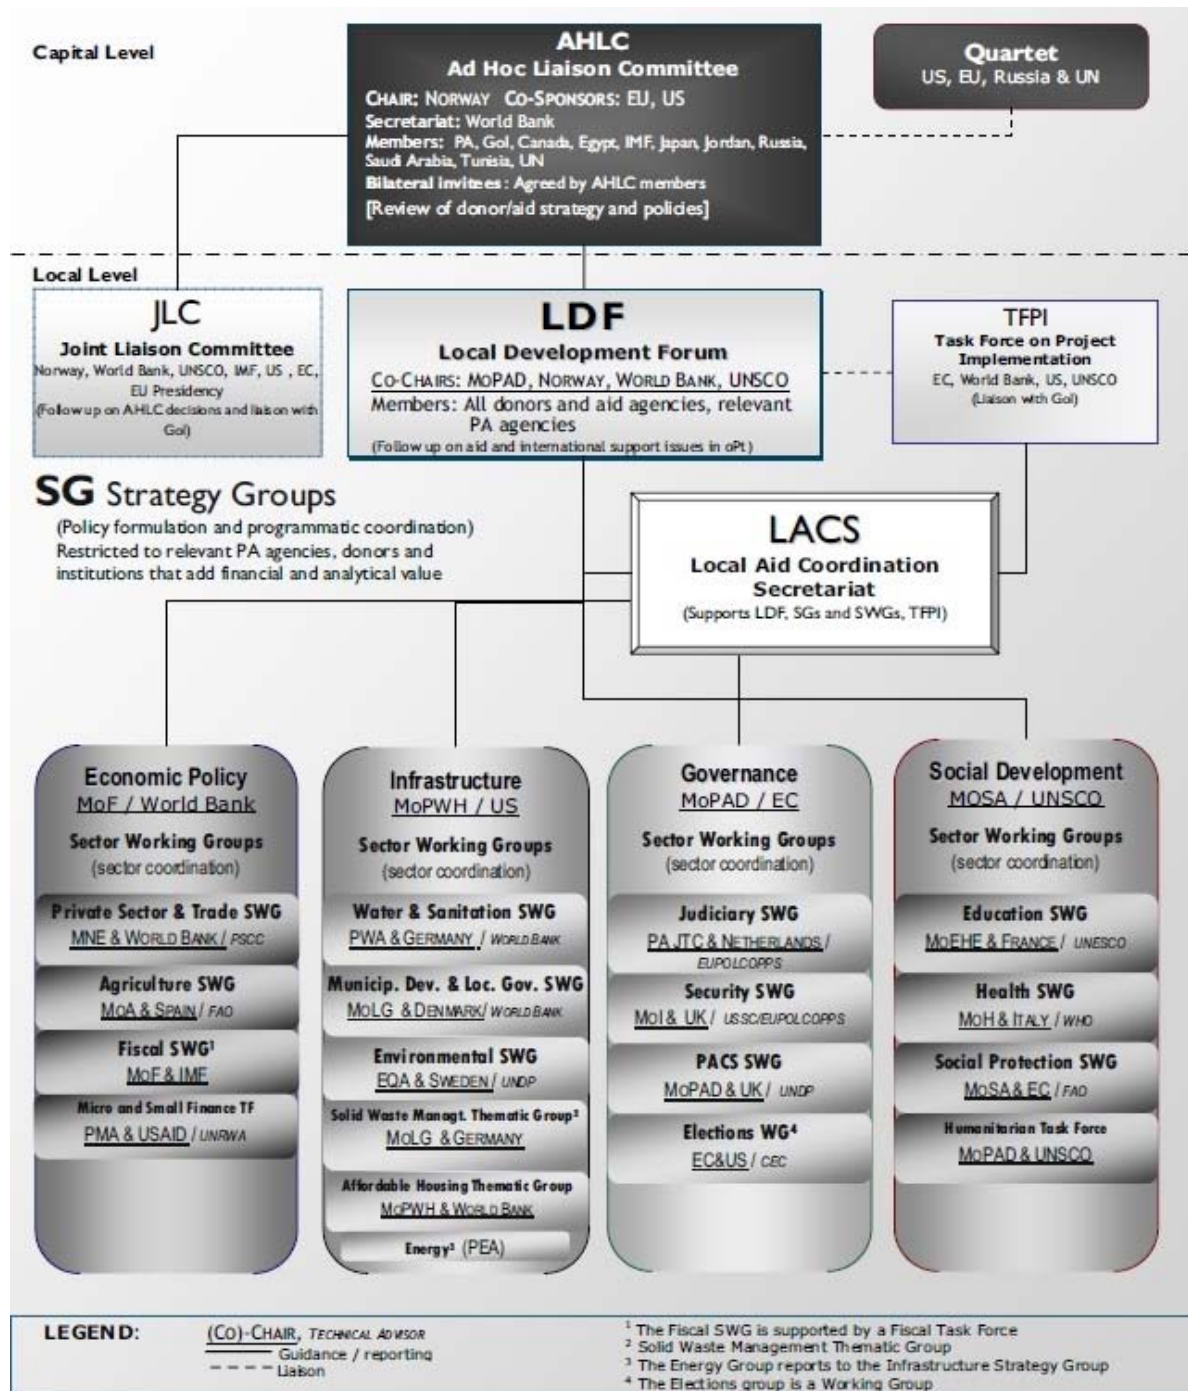 Capital Level
AHLC
Ad Hoc Liaison Committee
CHAIR: NORWAY CO-SPONSORS: EU, US
Secretariat: World Bank
Members: PA, GoI, Canada, Egypt, IMF, Japan, Jordan, Russia,
Saudi Arabia, Tunisia, UN
Bilateral invitees : Agreed by AHLC members
[Review of donor/aid strategy and policies]
Quartet
US, EU, Russia & UN
Local Level
JLC
Joint Liaison Committee
Norway, World Bank, UNSCO, IMF, US , EC,
EU Presidency
(Follow up on AHLC decisions and liaison with
GoI)
LDF
Local Development Forum
CO-CHAIRS: MOPAD, NORWAY, WORLD BANK, UNSCO
Members: All donors and aid agencies, relevant
PA agencies
(Follow up on aid and international support issues in oPt)
TFPI
Task Force on Project
Implementation
EC, World Bank, US, UNSCO
(Liaison with GoI)
SG Strategy Groups
(Policy formulation and programmatic coordination)
Restricted to relevant PA agencies, donors and
institutions that add financial and analytical value
LACS
Local Aid Coordination
Secretariat
(Supports LDF, SGs and SWGs, TFPI)
Economic Policy
MoF / World Bank
Sector Working Groups
(sector coordination)
Private Sector & Trade SWG
MNE & WORLD BANK / PSCC
Agriculture SWG
MOA & SPAIN / FAO
Fiscal SWG¹
MOF & IMF
Micro and Small Finance TF
PMA & USAID / UNRWA
Infrastructure
MoPWH / US
Sector Working Groups
(sector coordination)
Water & Sanitation SWG
PWA & GERMANY / WORLD BANK
Municip. Dev. & Loc. Gov. SWG
MOLG & DENMARK/ WORLD BANK
Environmental SWG
EQA & SWEDEN / UNDP
Solid Waste Managt. Thematic Group²
MOLG & GERMANY
Affordable Housing Thematic Group
MOPWH & WORLD BANK
Energy³ (PEA)
Governance
MoPAD / EC
Sector Working Groups
(sector coordination)
Judiciary SWG
PA JTC & NETHERLANDS /
EUPOLCOPPS
Security SWG
MOI & UK / USSC/EUPOLCOPPS
PACS SWG
MOPAD & UK / UNDP
Elections WG⁴
EC&US / CEC
Social Development
MOSA / UNSCO
Sector Working Groups
(sector coordination)
Education SWG
MOEHE & FRANCE / UNESCO
Health SWG
MOH & ITALY / WHO
Social Protection SWG
MOSA & EC / FAO
Humanitarian Task Force
MOPAD & UNSCO
LEGEND:
(CO)-CHAIR, TECHNICAL ADVISOR
Guidance / reporting
Liaison
¹ The Fiscal SWG is supported by a Fiscal Task Force
² Solid Waste Management Thematic Group
³ The Energy Group reports to the Infrastructure Strategy Group
⁴ The Elections group is a Working Group